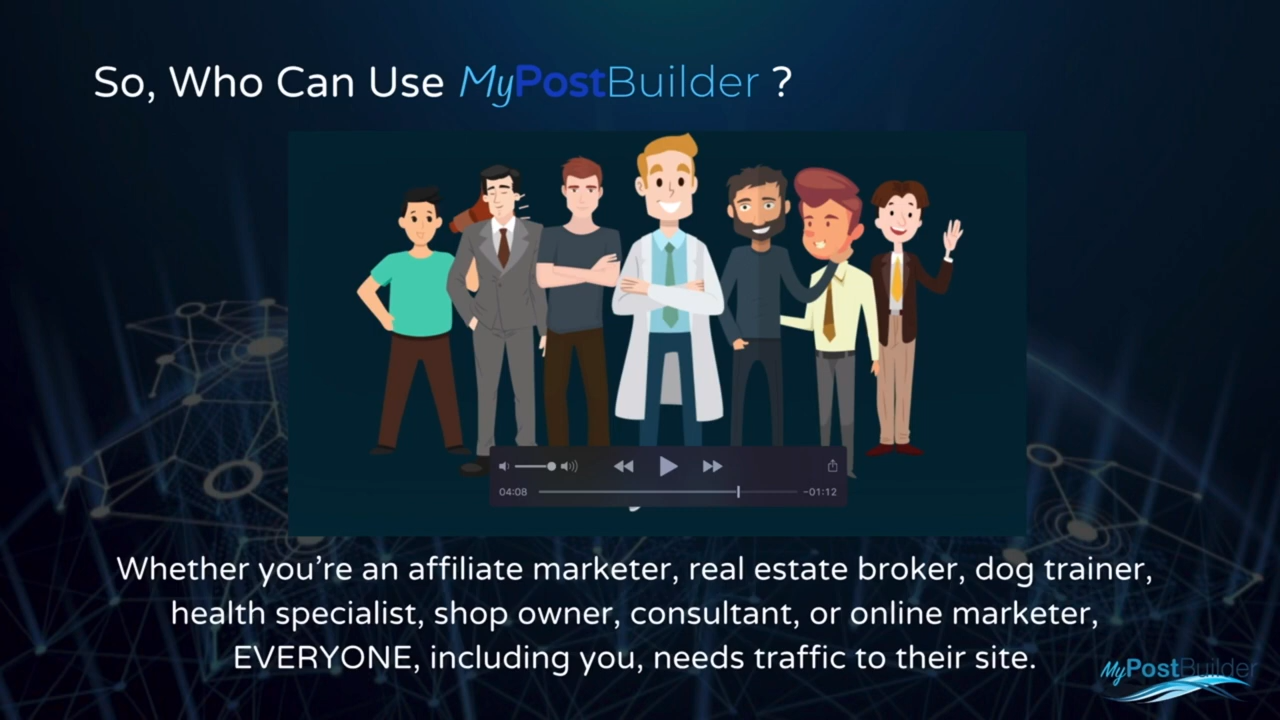 So, Who Can Use MyPostBuilder ?
04:08 -01:12
Whether you're an affiliate marketer, real estate broker, dog trainer,
health specialist, shop owner, consultant, or online marketer,
EVERYONE, including you, needs traffic to their site.
MyPostBuilder